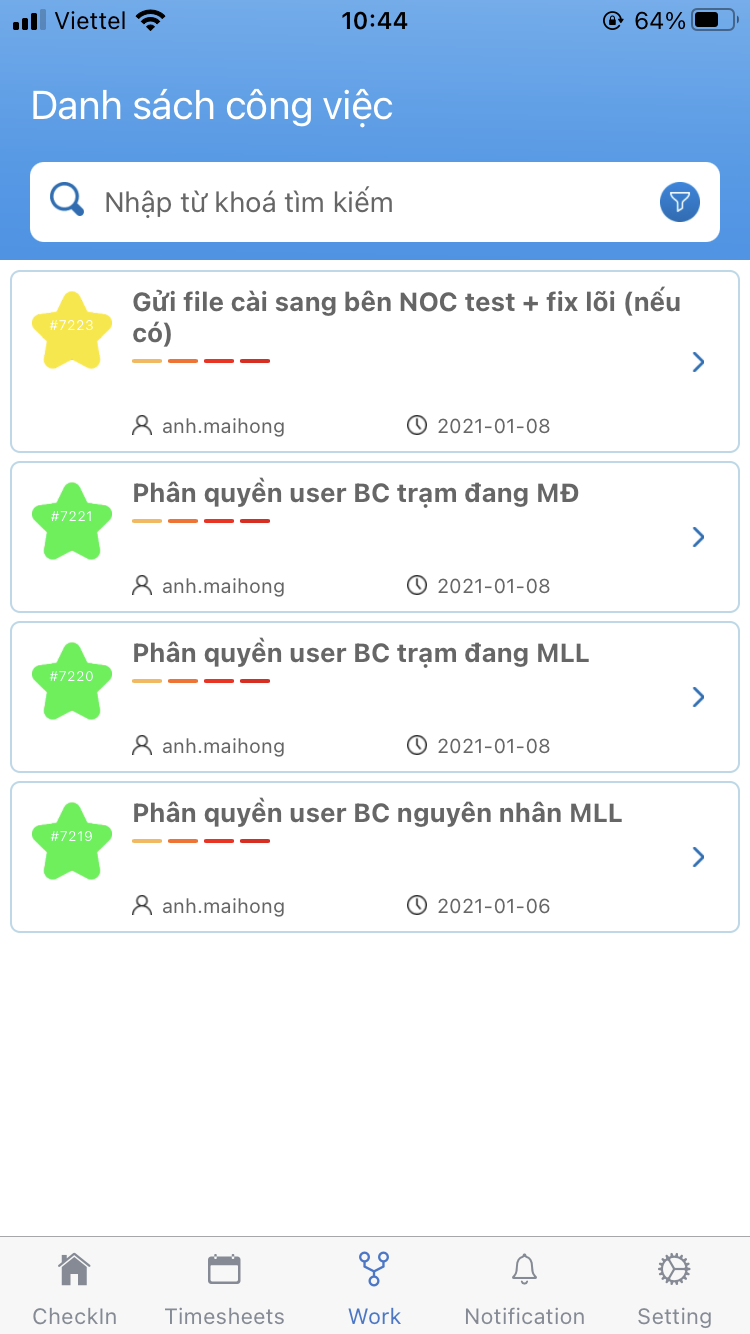 Viettel 10:44 64%
Danh sách công việc
Nhập từ khoá tìm kiếm
#7223
Gửi file cài sang bên NOC test + fix lõi (nếu
có)
anh.maihong 2021-01-08
#7221
Phân quyền user BC trạm đang MĐ
anh.maihong 2021-01-08
#7220
Phân quyền user BC trạm đang MLL
anh.maihong 2021-01-08
#7219
Phân quyền user BC nguyên nhân MLL
anh.maihong 2021-01-06
CheckIn Timesheets Work Notification Setting